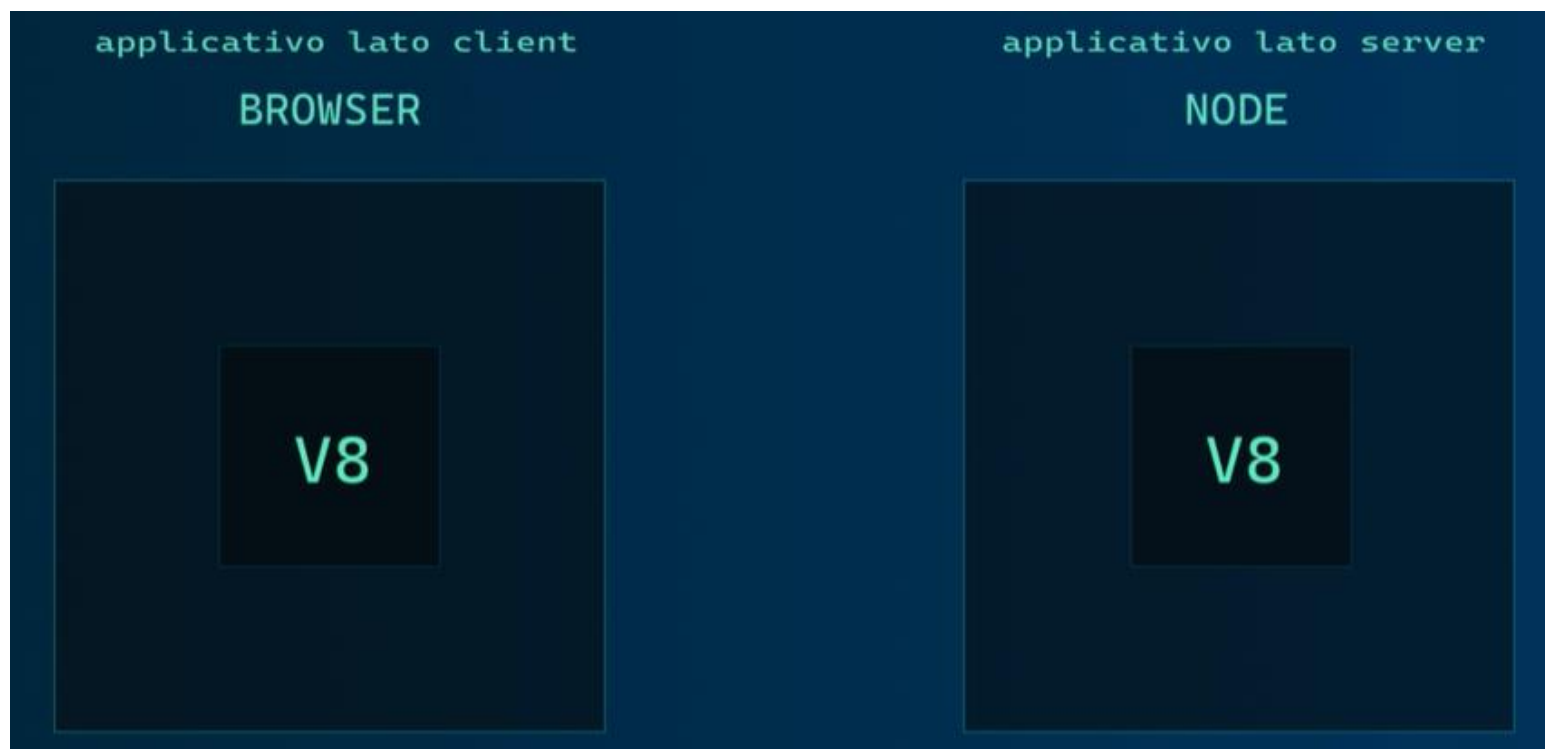 applicativo lato client
BROWSER
V8
applicativo lato server
NODE
V8